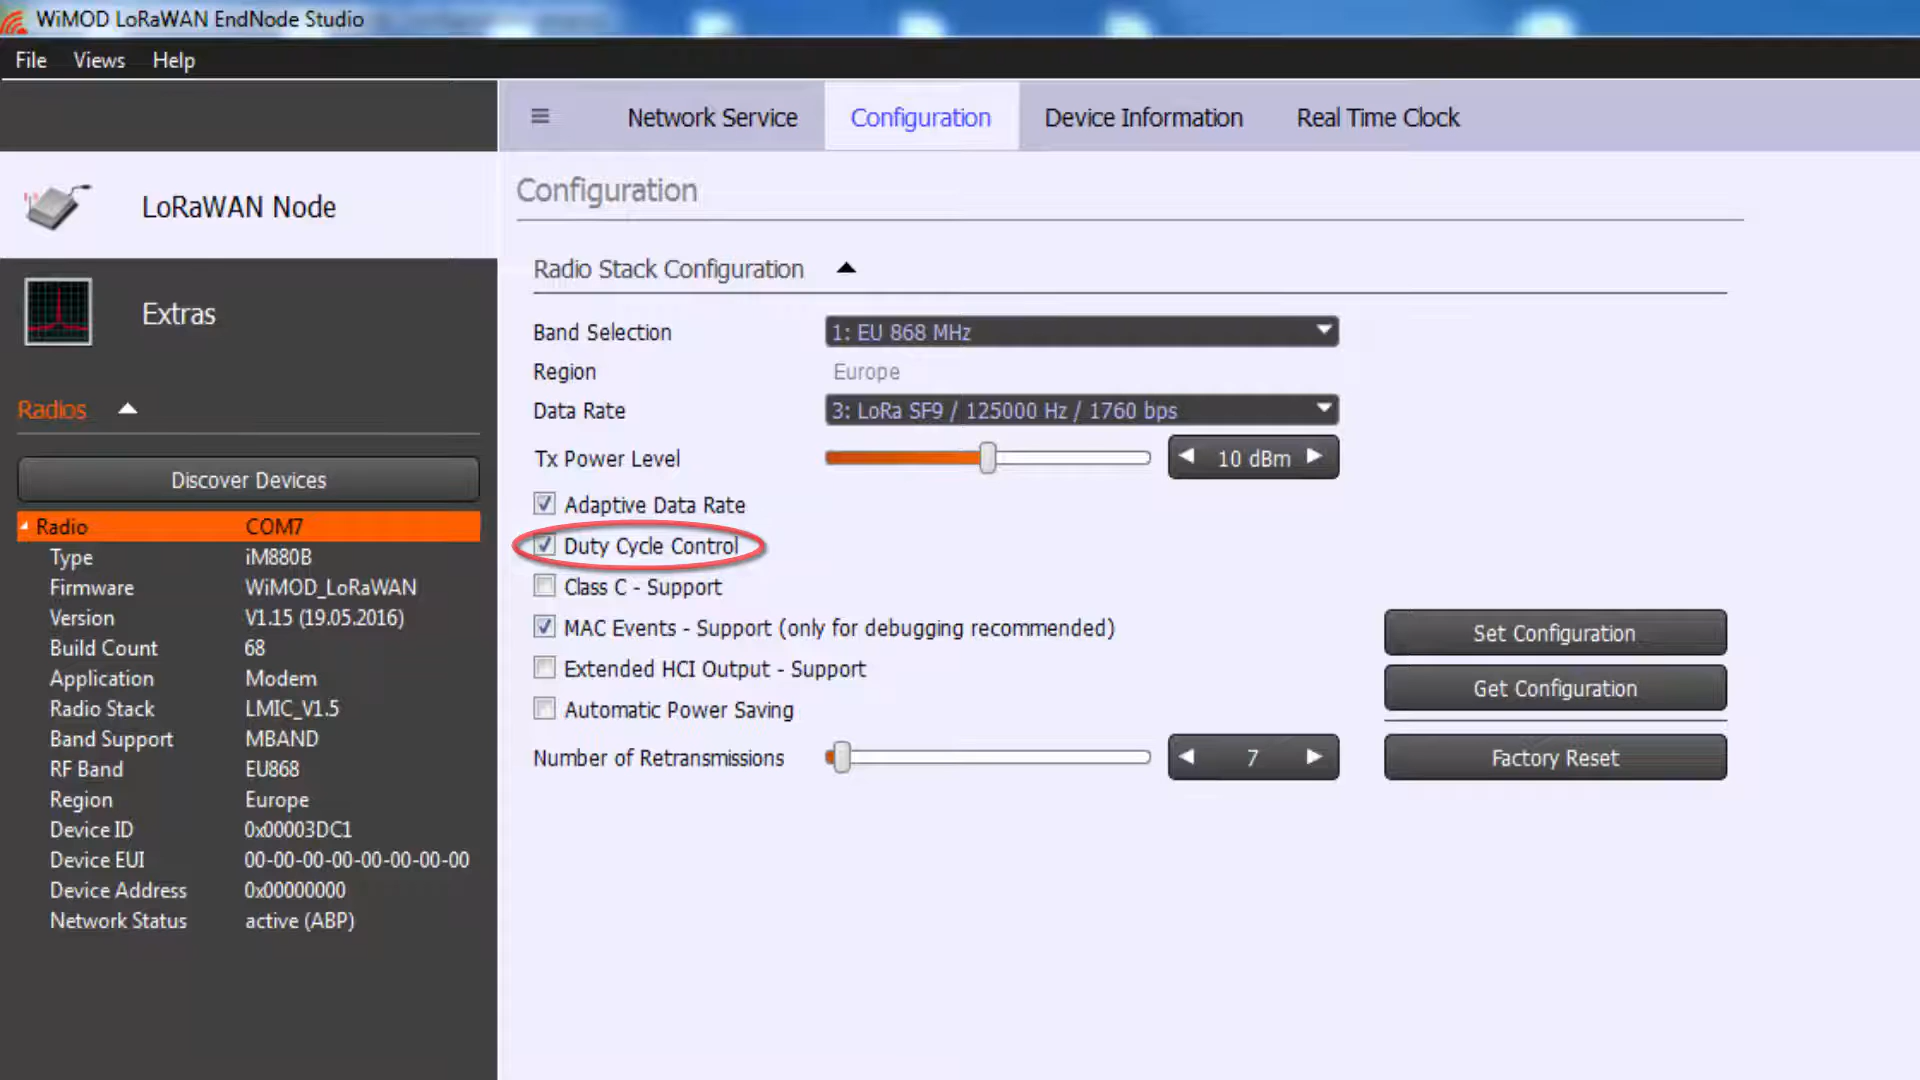 WiMOD LoRaWAN EndNode Studio
File Views Help
≡ Network Service Configuration Device Information Real Time Clock
LoRaWAN Node
Extras
Radios
Discover Devices
Radio COM7
Type iM880B
Firmware WiMOD_LoRaWAN
Version V1.15 (19.05.2016)
Build Count 68
Application Modem
Radio Stack LMIC_V1.5
Band Support MBAND
RF Band EU868
Region Europe
Device ID 0x00003DC1
Device EUI 00-00-00-00-00-00-00-00
Device Address 0x00000000
Network Status active (ABP)
Configuration
Radio Stack Configuration
Band Selection 1: EU 868 MHz
Region Europe
Data Rate 3: LoRa SF9 / 125000 Hz / 1760 bps
Tx Power Level 10 dBm
Adaptive Data Rate
Duty Cycle Control
Class C - Support
MAC Events - Support (only for debugging recommended)
Extended HCI Output - Support
Automatic Power Saving
Number of Retransmissions 7
Set Configuration
Get Configuration
Factory Reset